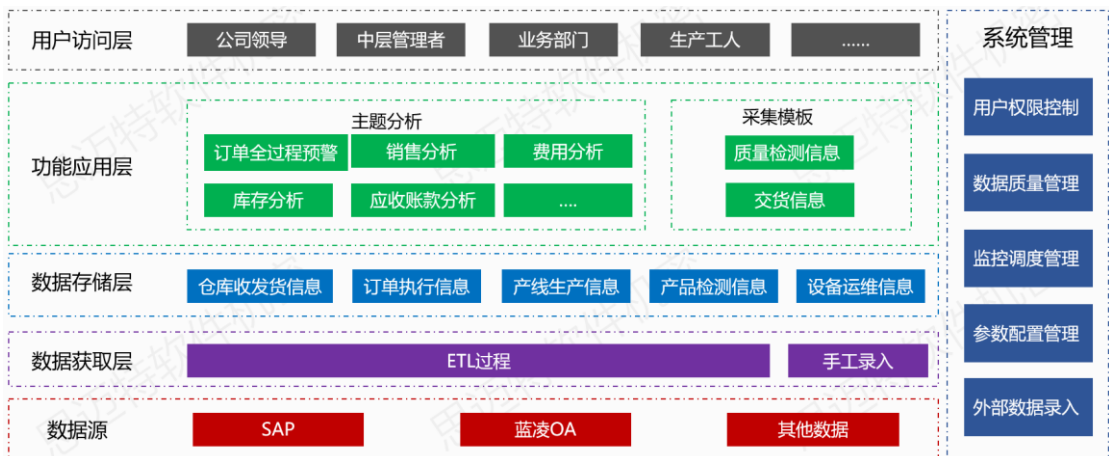 用户访问层
公司领导
中层管理者
业务部门
生产工人
......
功能应用层
主题分析
订单全过程预警
销售分析
费用分析
库存分析
应收账款分析
....
采集模板
质量检测信息
交货信息
数据存储层
仓库收发货信息
订单执行信息
产线生产信息
产品检测信息
设备运维信息
数据获取层
ETL过程
手工录入
数据源
SAP
蓝凌OA
其他数据
系统管理
用户权限控制
数据质量管理
监控调度管理
参数配置管理
外部数据录入
思迈特软件机密